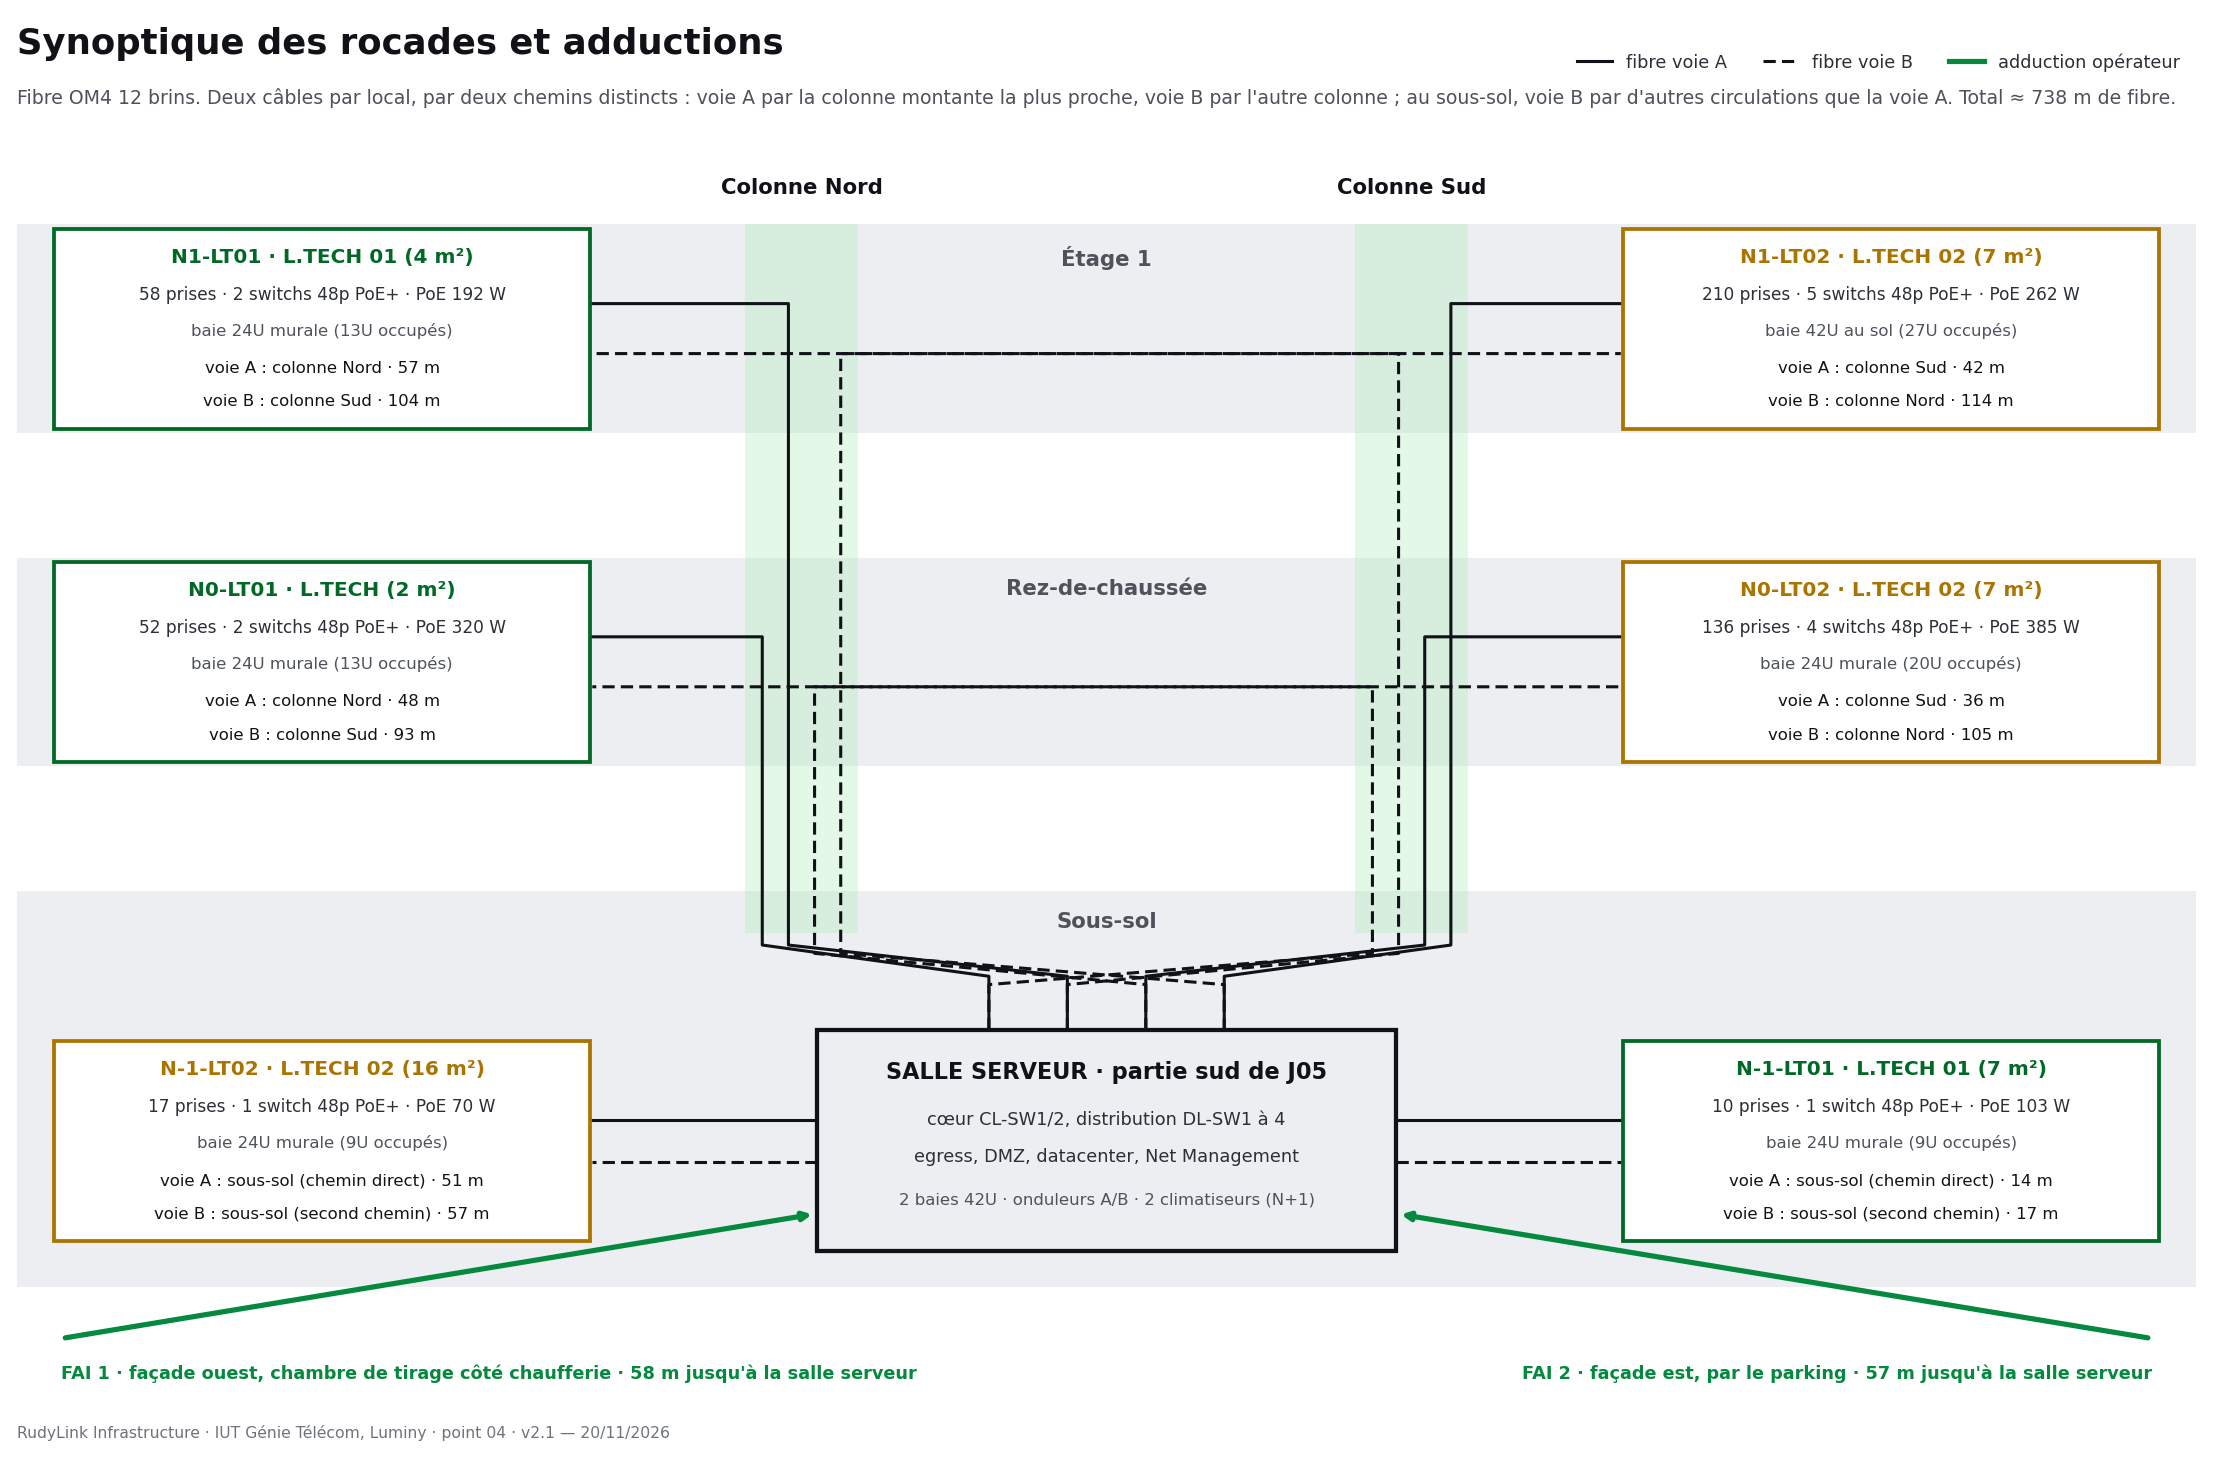 Synoptique des rocades et adductions
fibre voie A
fibre voie B
adduction opérateur
Fibre OM4 12 brins. Deux câbles par local, par deux chemins distincts : voie A par la colonne montante la plus proche, voie B par l'autre colonne ; au sous-sol, voie B par d'autres circulations que la voie A. Total ≈ 738 m de fibre.
Colonne Nord
Colonne Sud
Étage 1
N1-LT01 · L.TECH 01 (4 m²)
58 prises · 2 switchs 48p PoE+ · PoE 192 W
baie 24U murale (13U occupés)
voie A : colonne Nord · 57 m
voie B : colonne Sud · 104 m
N1-LT02 · L.TECH 02 (7 m²)
210 prises · 5 switchs 48p PoE+ · PoE 262 W
baie 42U au sol (27U occupés)
voie A : colonne Sud · 42 m
voie B : colonne Nord · 114 m
Rez-de-chaussée
N0-LT01 · L.TECH (2 m²)
52 prises · 2 switchs 48p PoE+ · PoE 320 W
baie 24U murale (13U occupés)
voie A : colonne Nord · 48 m
voie B : colonne Sud · 93 m
N0-LT02 · L.TECH 02 (7 m²)
136 prises · 4 switchs 48p PoE+ · PoE 385 W
baie 24U murale (20U occupés)
voie A : colonne Sud · 36 m
voie B : colonne Nord · 105 m
Sous-sol
N-1-LT02 · L.TECH 02 (16 m²)
17 prises · 1 switch 48p PoE+ · PoE 70 W
baie 24U murale (9U occupés)
voie A : sous-sol (chemin direct) · 51 m
voie B : sous-sol (second chemin) · 57 m
SALLE SERVEUR · partie sud de J05
cœur CL-SW1/2, distribution DL-SW1 à 4
egress, DMZ, datacenter, Net Management
2 baies 42U · onduleurs A/B · 2 climatiseurs (N+1)
N-1-LT01 · L.TECH 01 (7 m²)
10 prises · 1 switch 48p PoE+ · PoE 103 W
baie 24U murale (9U occupés)
voie A : sous-sol (chemin direct) · 14 m
voie B : sous-sol (second chemin) · 17 m
FAI 1 · façade ouest, chambre de tirage côté chaufferie · 58 m jusqu'à la salle serveur
FAI 2 · façade est, par le parking · 57 m jusqu'à la salle serveur
RudyLink Infrastructure · IUT Génie Télécom, Luminy · point 04 · v2.1 — 20/11/2026